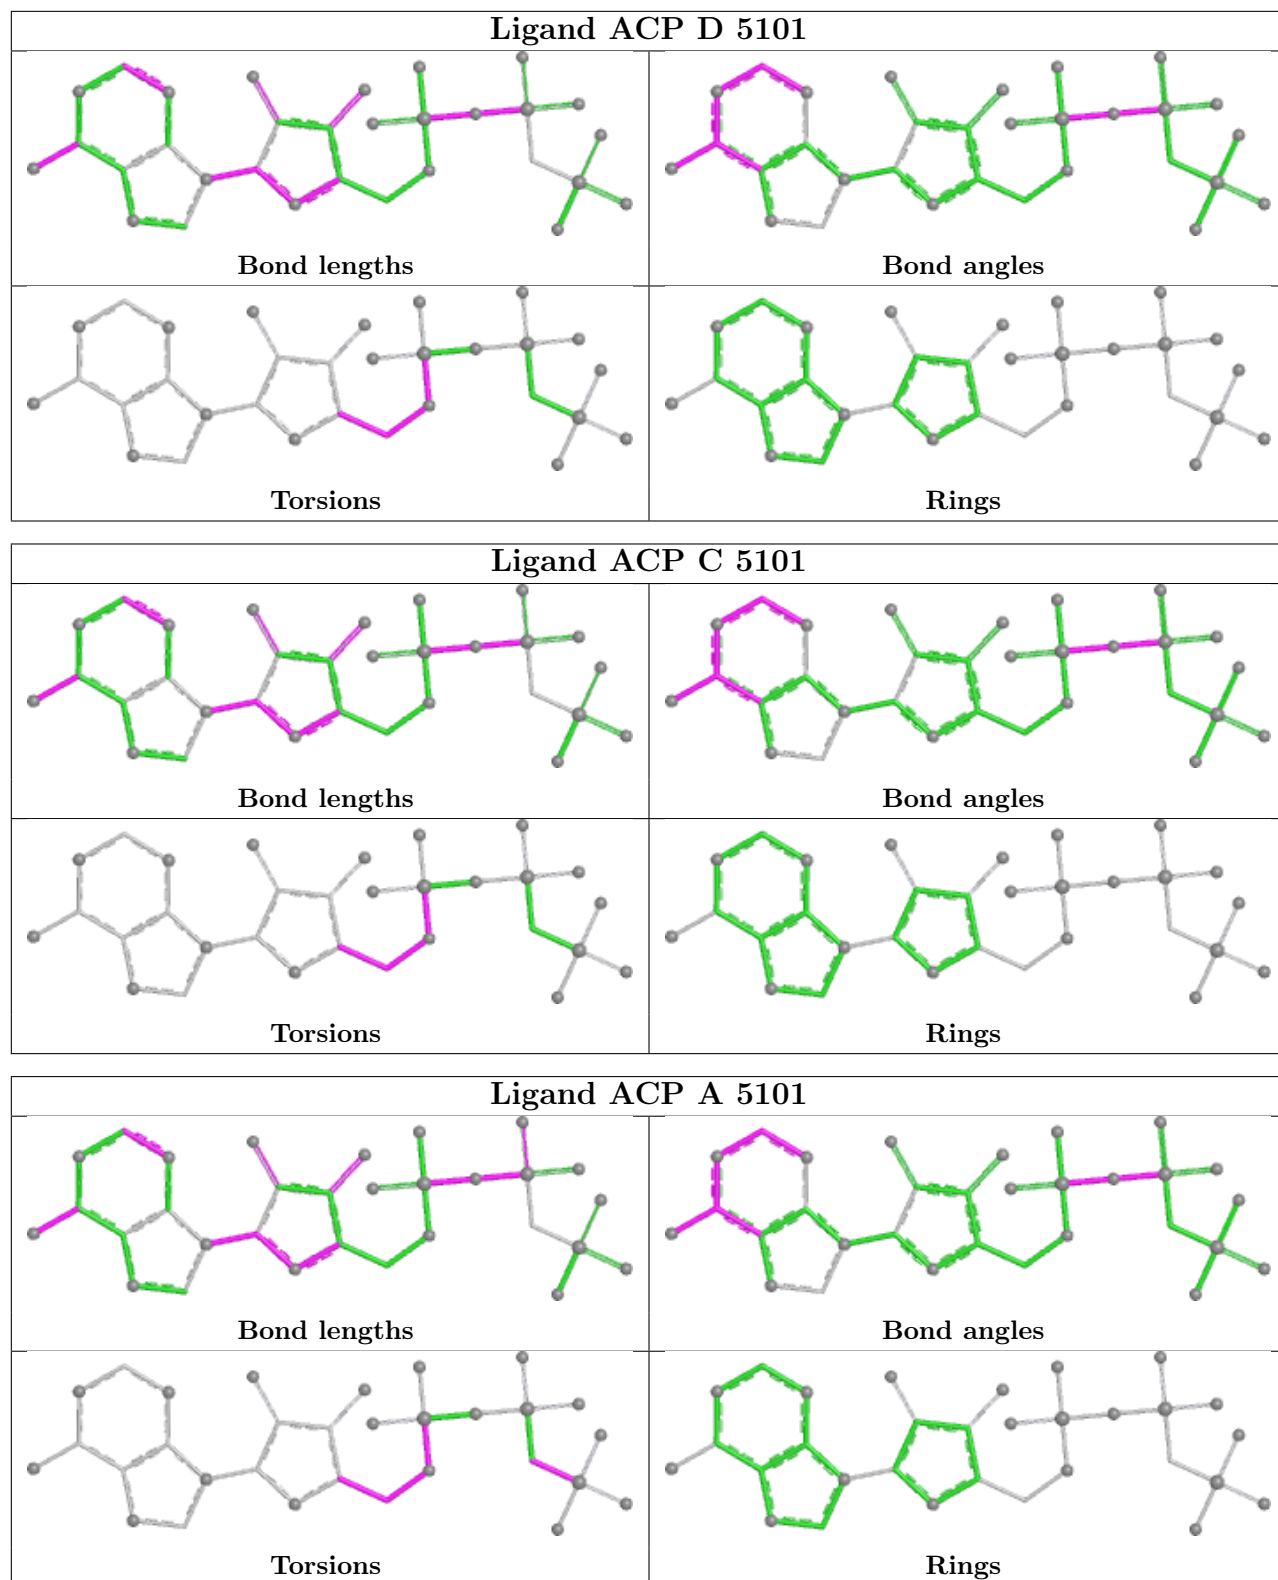 Ligand ACP D 5101
Bond lengths
Bond angles
Torsions
Rings
Ligand ACP C 5101
Bond lengths
Bond angles
Torsions
Rings
Ligand ACP A 5101
Bond lengths
Bond angles
Torsions
Rings